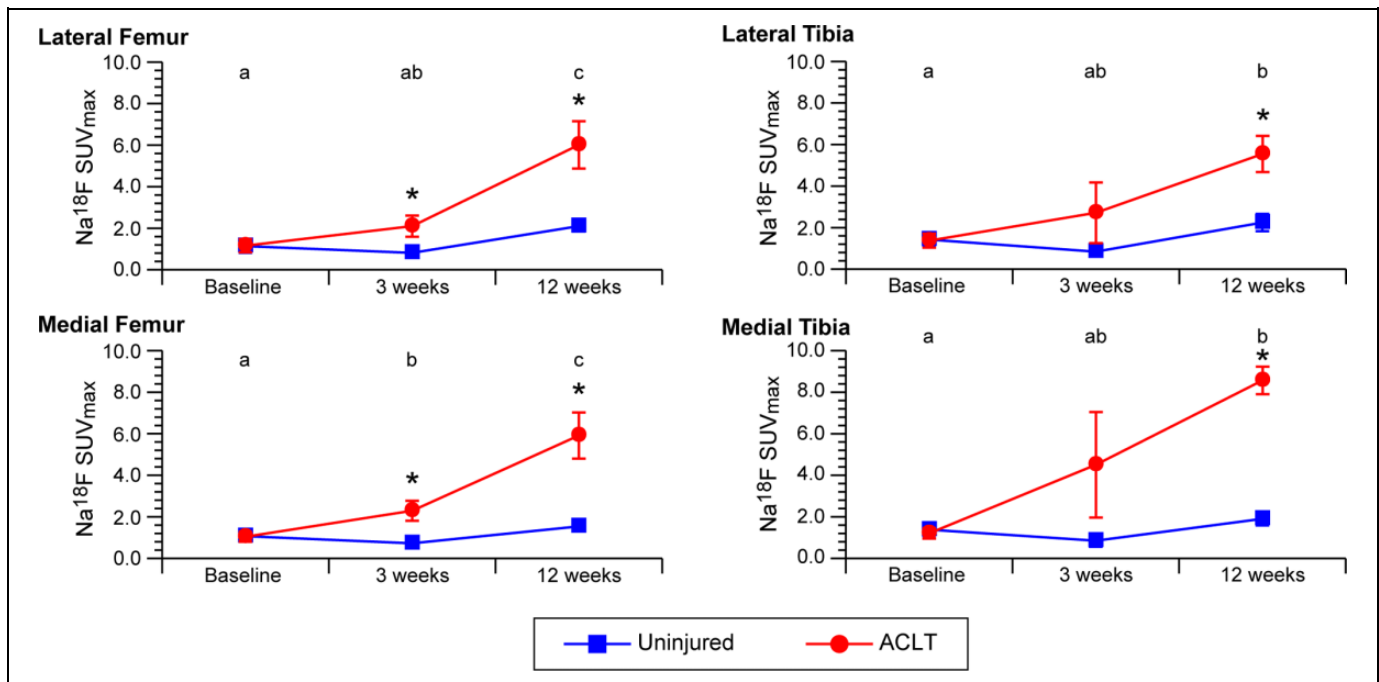 Lateral Femur
10.0
8.0
6.0
4.0
2.0
0.0
Na18F SUVmax
a ab c
*
*
Baseline 3 weeks 12 weeks
Lateral Tibia
10.0
8.0
6.0
4.0
2.0
0.0
Na18F SUVmax
a ab b
*
Baseline 3 weeks 12 weeks
Medial Femur
10.0
8.0
6.0
4.0
2.0
0.0
Na18F SUVmax
a b c
*
*
Baseline 3 weeks 12 weeks
Medial Tibia
10.0
8.0
6.0
4.0
2.0
0.0
Na18F SUVmax
a ab b
*
Baseline 3 weeks 12 weeks
Uninjured ACLT